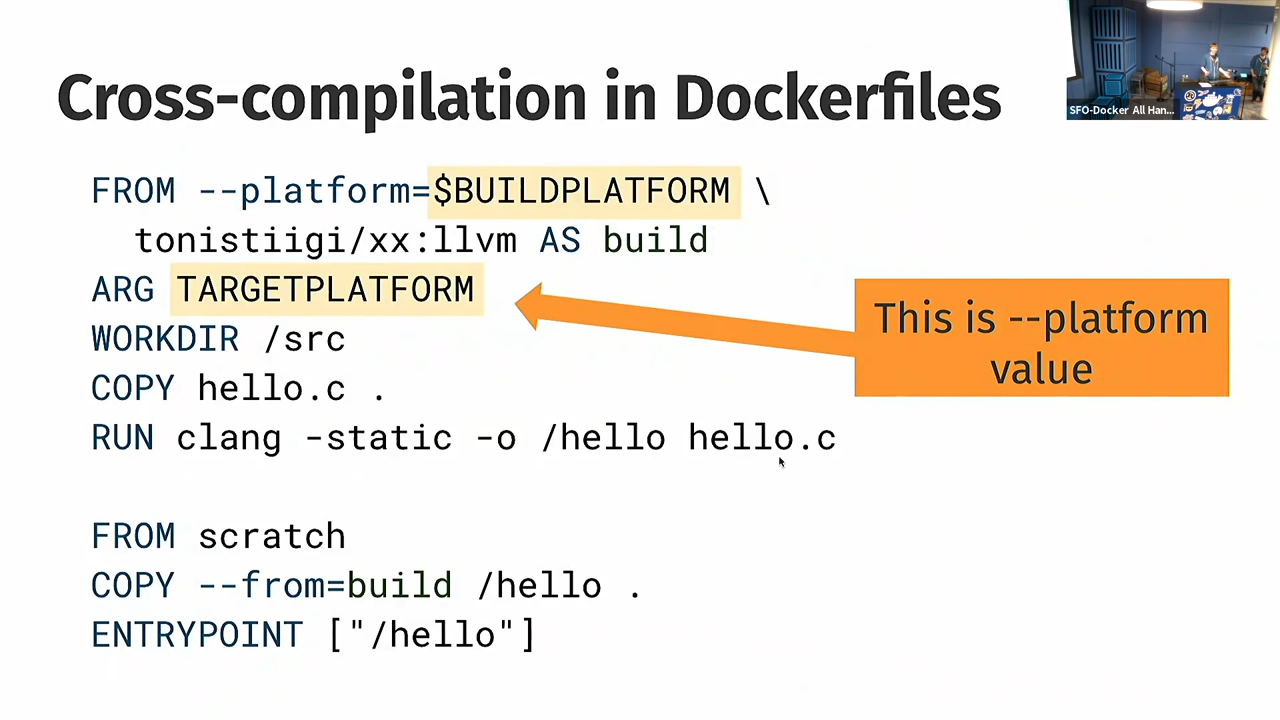 Cross-compilation in Dockerfiles
SFO-Docker All Han...
FROM --platform=$BUILDPLATFORM \
tonistiigi/xx:llvm AS build
ARG TARGETPLATFORM
WORKDIR /src
COPY hello.c .
RUN clang -static -o /hello hello.c
This is --platform
value
FROM scratch
COPY --from=build /hello .
ENTRYPOINT ["/hello"]